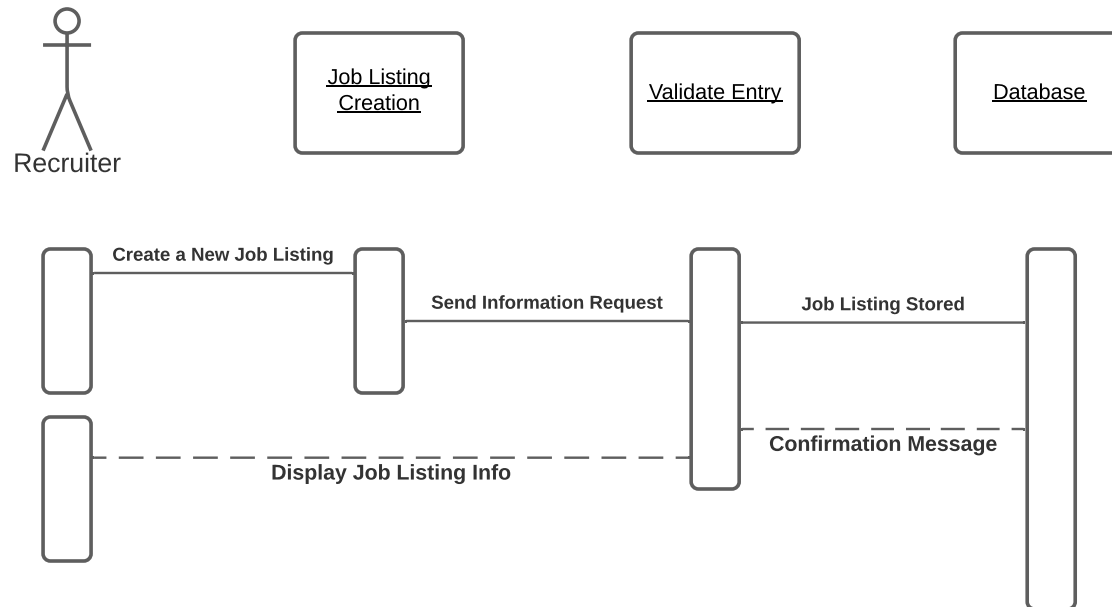 Job Listing
Creation
Validate Entry
Database
Recruiter
Create a New Job Listing
Send Information Request
Job Listing Stored
Confirmation Message
Display Job Listing Info